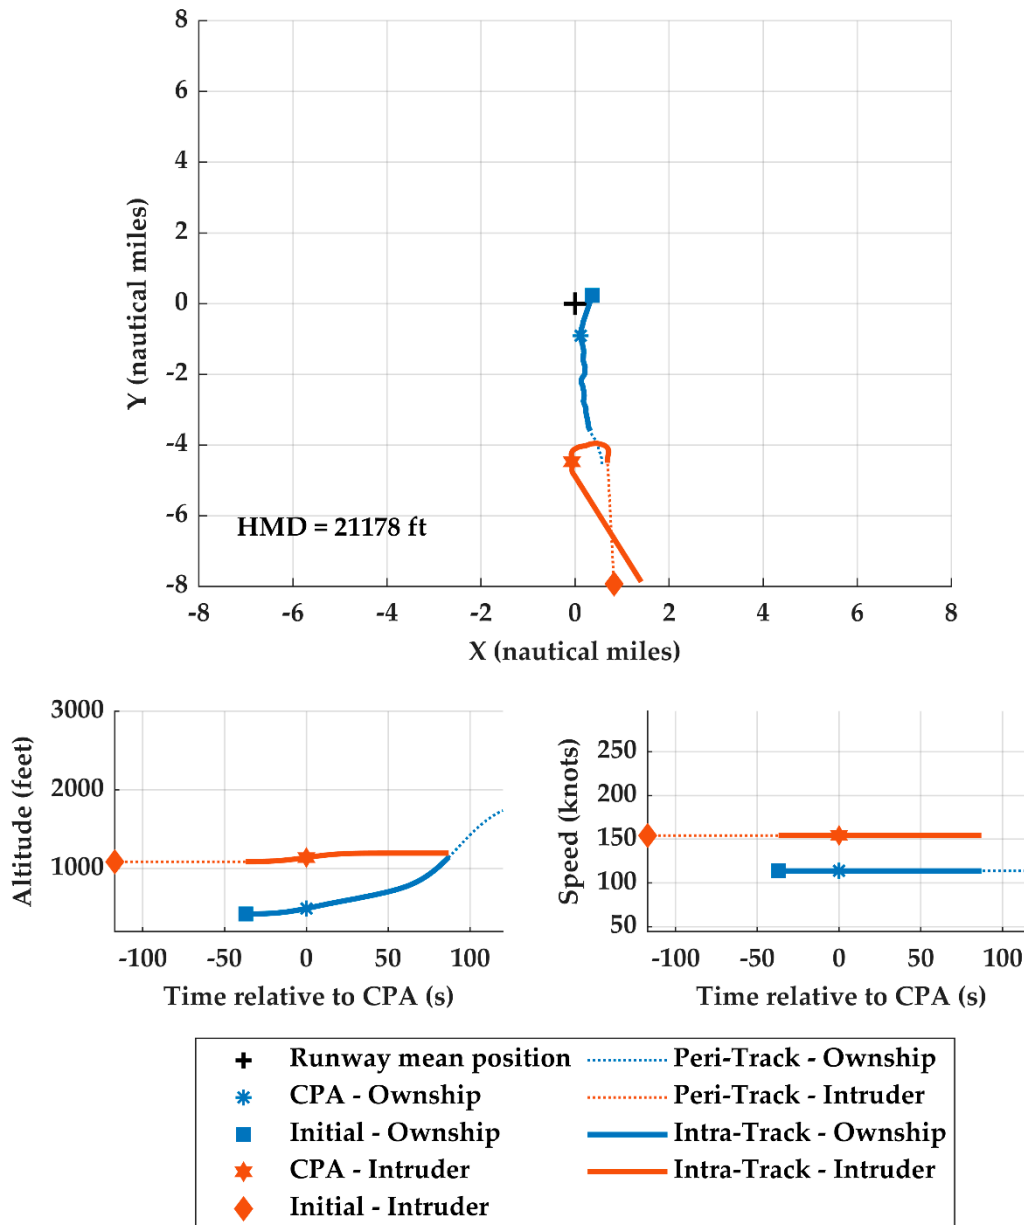 8
6
4
2
0
-2
-4
-6
-8
Y (nautical miles)
HMD = 21178 ft
-8 -6 -4 -2 0 2 4 6 8
X (nautical miles)
3000
2000
1000
Altitude (feet)
-100 -50 0 50 100
Time relative to CPA (s)
250
200
150
100
50
Speed (knots)
-100 -50 0 50 100
Time relative to CPA (s)
Runway mean position
CPA - Ownship
Initial - Ownship
CPA - Intruder
Initial - Intruder
Peri-Track - Ownship
Peri-Track - Intruder
Intra-Track - Ownship
Intra-Track - Intruder